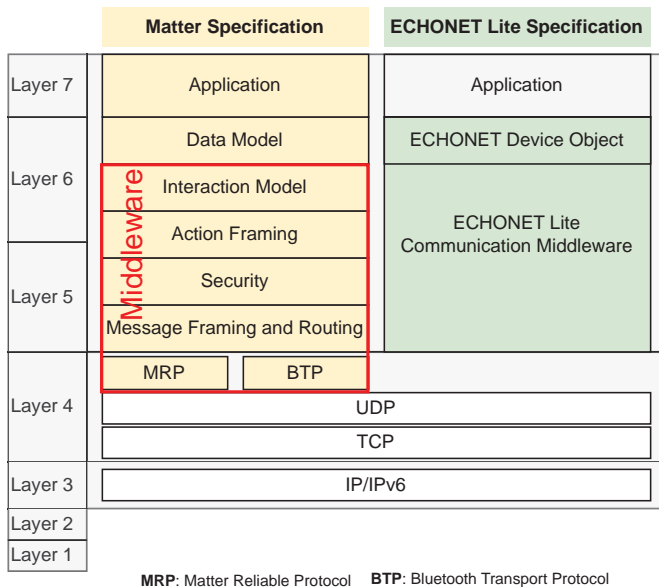 Matter Specification
ECHONET Lite Specification
Layer 7
Application
Application
Layer 6
Data Model
ECHONET Device Object
Middleware
Interaction Model
Action Framing
ECHONET Lite
Communication Middleware
Layer 5
Security
Message Framing and Routing
Layer 4
MRP
BTP
UDP
TCP
Layer 3
IP/IPv6
Layer 2
Layer 1
MRP: Matter Reliable Protocol
BTP: Bluetooth Transport Protocol